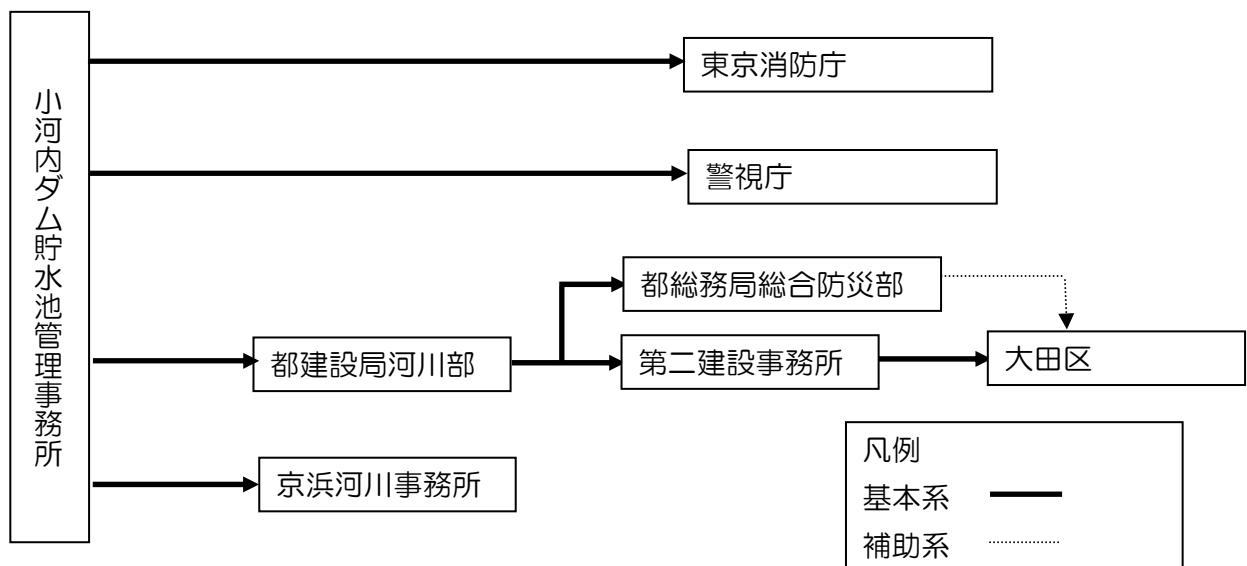 小河内ダム貯水池管理事務所
東京消防庁
警視庁
都総務局総合防災部
都建設局河川部
第二建設事務所
大田区
京浜河川事務所
凡例
基本系
補助系